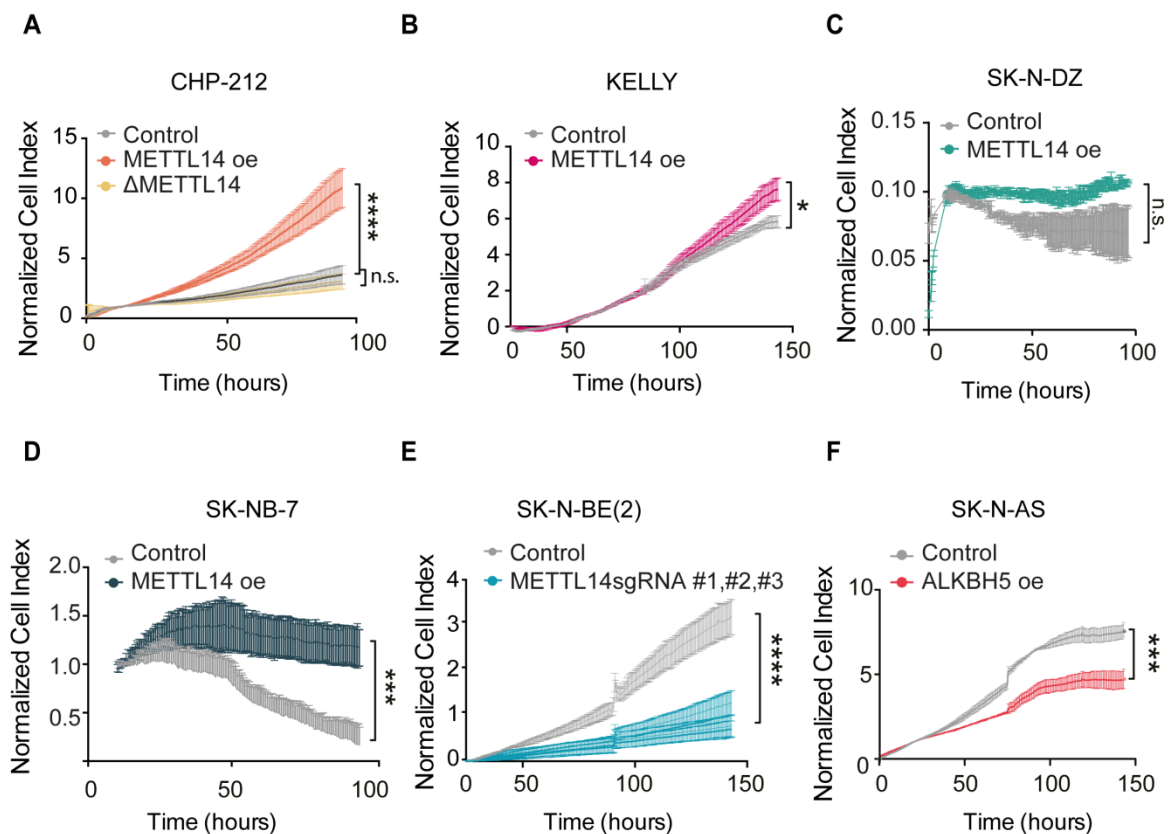 A
CHP-212
Control
METTL14 oe
ΔMETTL14
Normalized Cell Index
15
10
5
0
0
50
100
Time (hours)
****
n.s.
B
KELLY
Control
METTL14 oe
Normalized Cell Index
8
6
4
2
0
0
50
100
150
Time (hours)
*
C
SK-N-DZ
Control
METTL14 oe
Normalized Cell Index
0.15
0.10
0.05
0.00
0
50
100
Time (hours)
n.s.
D
SK-NB-7
Control
METTL14 oe
Normalized Cell Index
2.0
1.5
1.0
0.5
0
50
100
Time (hours)
***
E
SK-N-BE(2)
Control
METTL14sgRNA #1,#2,#3
Normalized Cell Index
4
3
2
1
0
0
50
100
150
Time (hours)
****
F
SK-N-AS
Control
ALKBH5 oe
Normalized Cell Index
10
5
0
0
50
100
150
Time (hours)
***